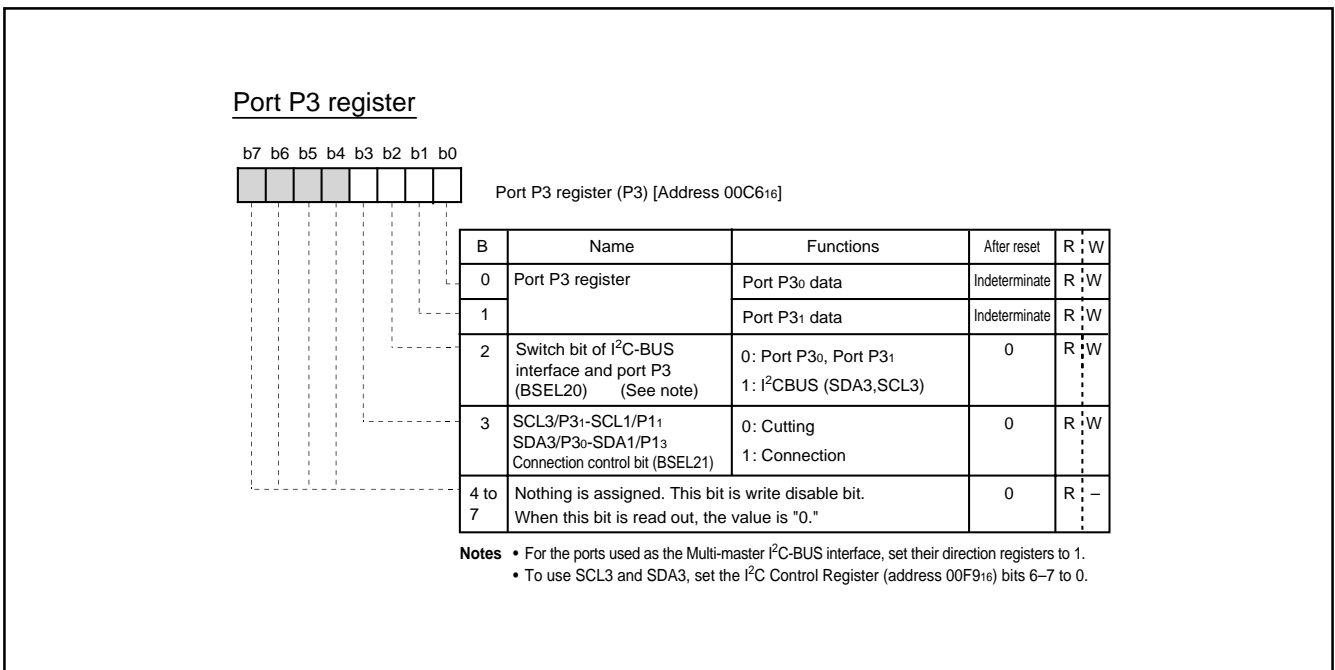 Port P3 register
b7 b6 b5 b4 b3 b2 b1 b0
Port P3 register (P3) [Address 00C616]
B Name Functions After reset R W
0 Port P3 register Port P30 data Indeterminate R W
1 Port P31 data Indeterminate R W
2 Switch bit of I2C-BUS 0: Port P30, Port P31 0 R W
interface and port P3
(BSEL20) (See note) 1: I2CBUS (SDA3,SCL3)
3 SCL3/P31-SCL1/P11 0: Cutting 0 R W
SDA3/P30-SDA1/P13
Connection control bit (BSEL21) 1: Connection
4 to Nothing is assigned. This bit is write disable bit. 0 R –
7 When this bit is read out, the value is "0."
Notes • For the ports used as the Multi-master I2C-BUS interface, set their direction registers to 1.
• To use SCL3 and SDA3, set the I2C Control Register (address 00F916) bits 6–7 to 0.